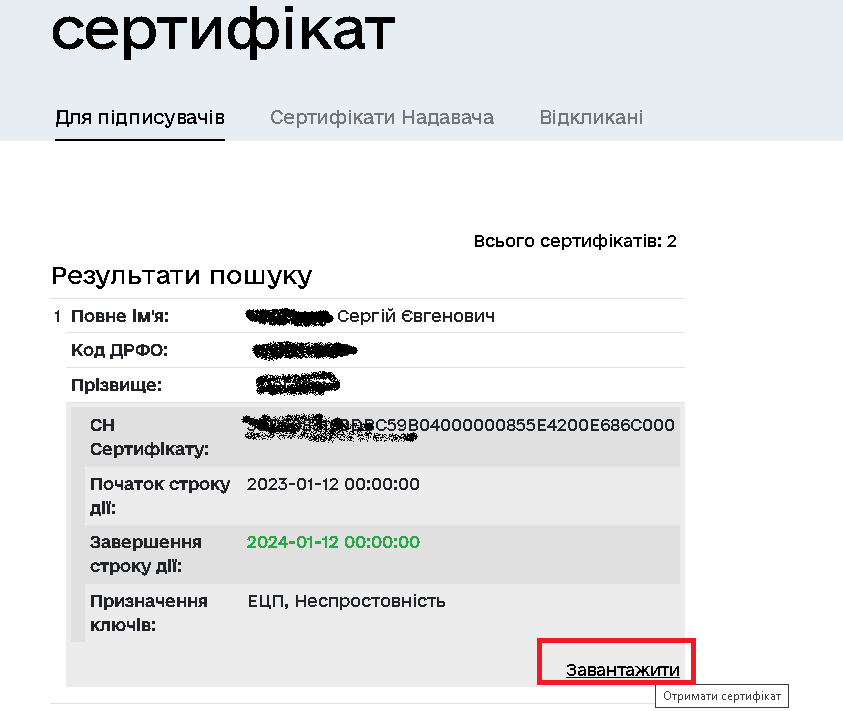 сертифікат
Для підписувачів Сертифікати Надавача Відкликані
Всього сертифікатів: 2
Результати пошуку
1 Повне ім'я: Сергій Євгенович
Код ДРФО:
Прізвище:
СН
Сертифікату: 59B04000000855E4200E686C000
Початок строку
дії: 2023-01-12 00:00:00
Завершення
строку дії: 2024-01-12 00:00:00
Призначення
ключів: ЕЦП, Неспростовність
Завантажити
Отримати сертифікат